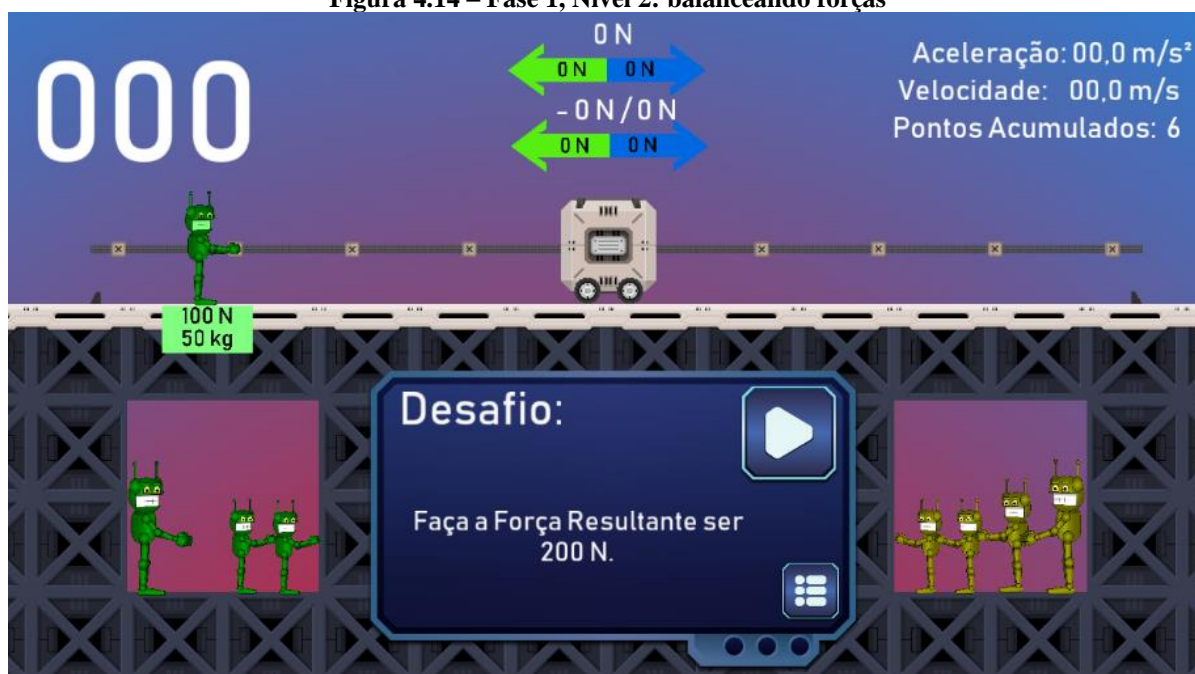 Figura 4.14 – Fase 1, Nível 2: balanceando forças
000
0 N
0 N 0 N
- 0 N / 0 N
0 N 0 N
Aceleração: 00,0 m/s²
Velocidade: 00,0 m/s
Pontos Acumulados: 6
100 N
50 kg
Desafio:
Faça a Força Resultante ser
200 N.